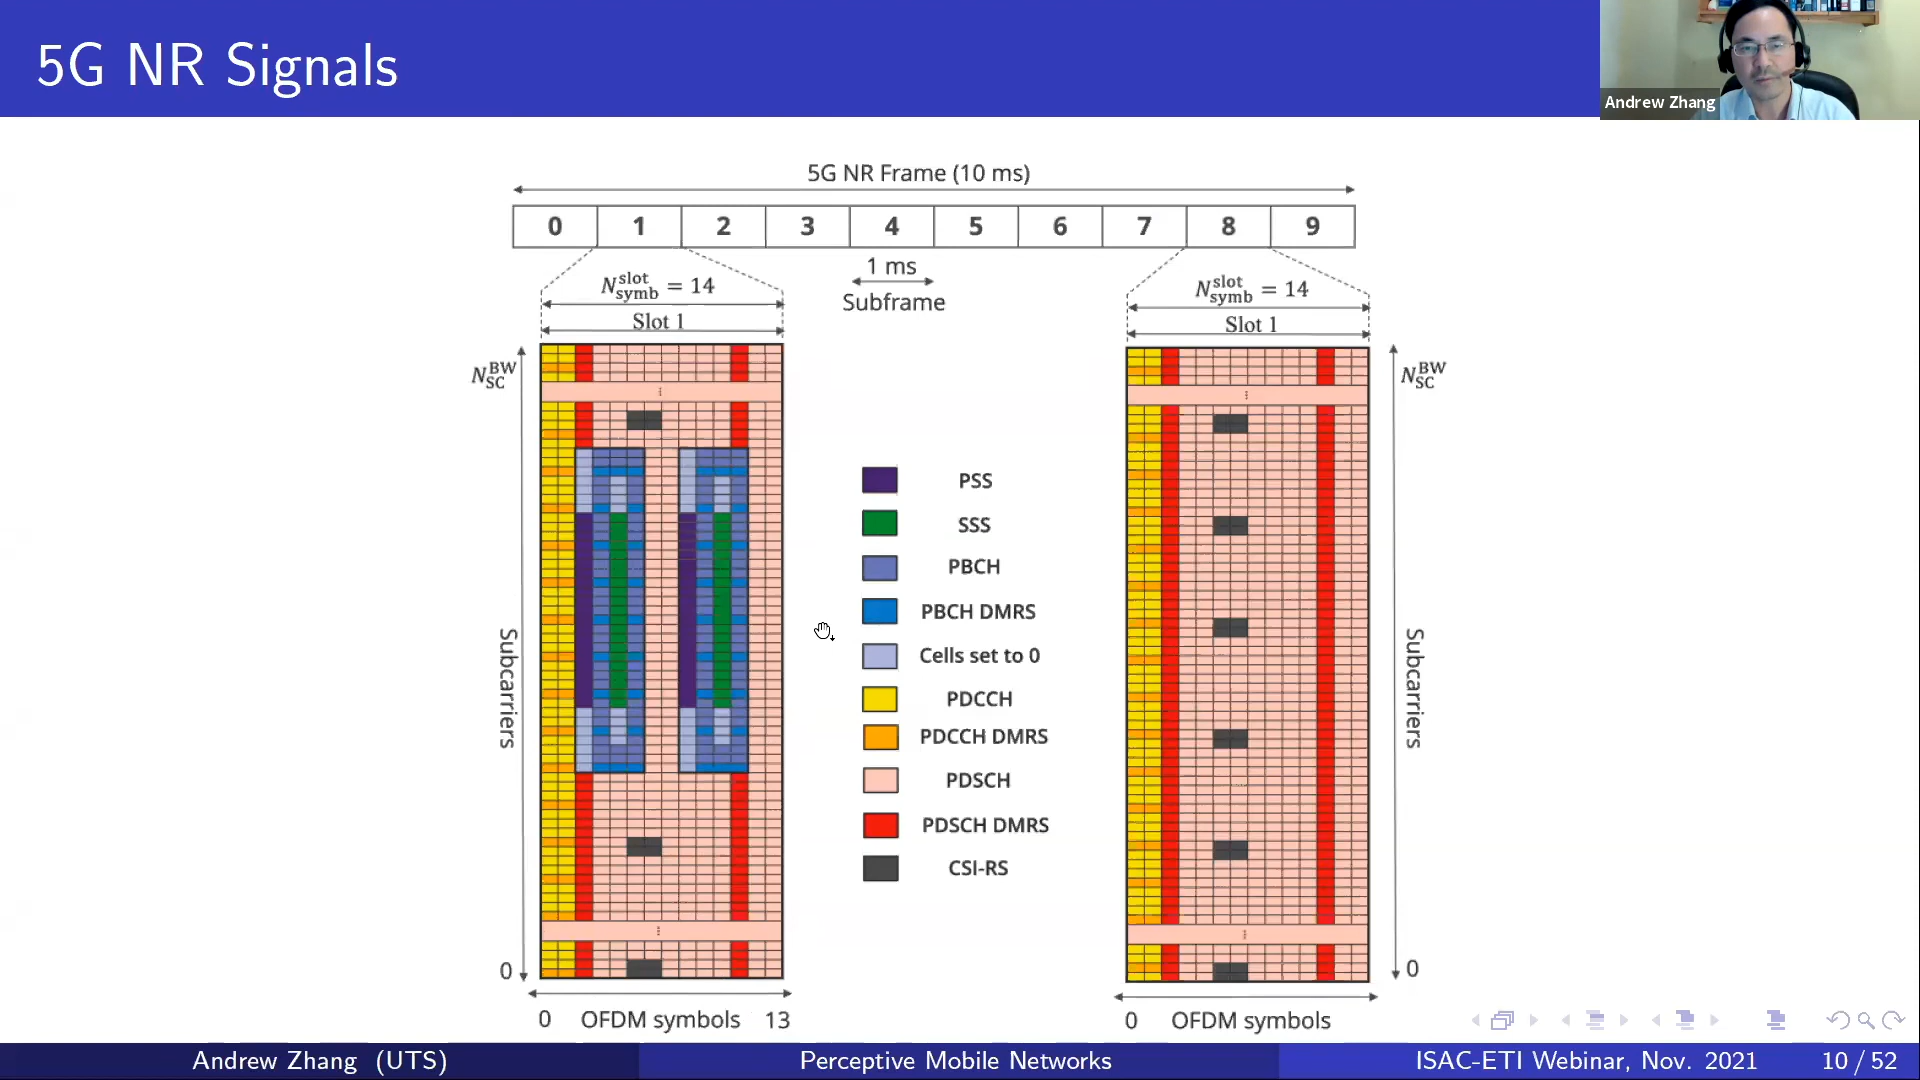 5G NR Signals
Andrew Zhang
5G NR Frame (10 ms)
0 1 2 3 4 5 6 7 8 9
1 ms
Subframe
N^slot_symb = 14
Slot 1
N^slot_symb = 14
Slot 1
N^BW_SC
Subcarriers
0
0 OFDM symbols 13
PSS
SSS
PBCH
PBCH DMRS
Cells set to 0
PDCCH
PDCCH DMRS
PDSCH
PDSCH DMRS
CSI-RS
N^BW_SC
Subcarriers
0
0 OFDM symbols
Andrew Zhang (UTS) Perceptive Mobile Networks ISAC-ETI Webinar, Nov. 2021 10 / 52